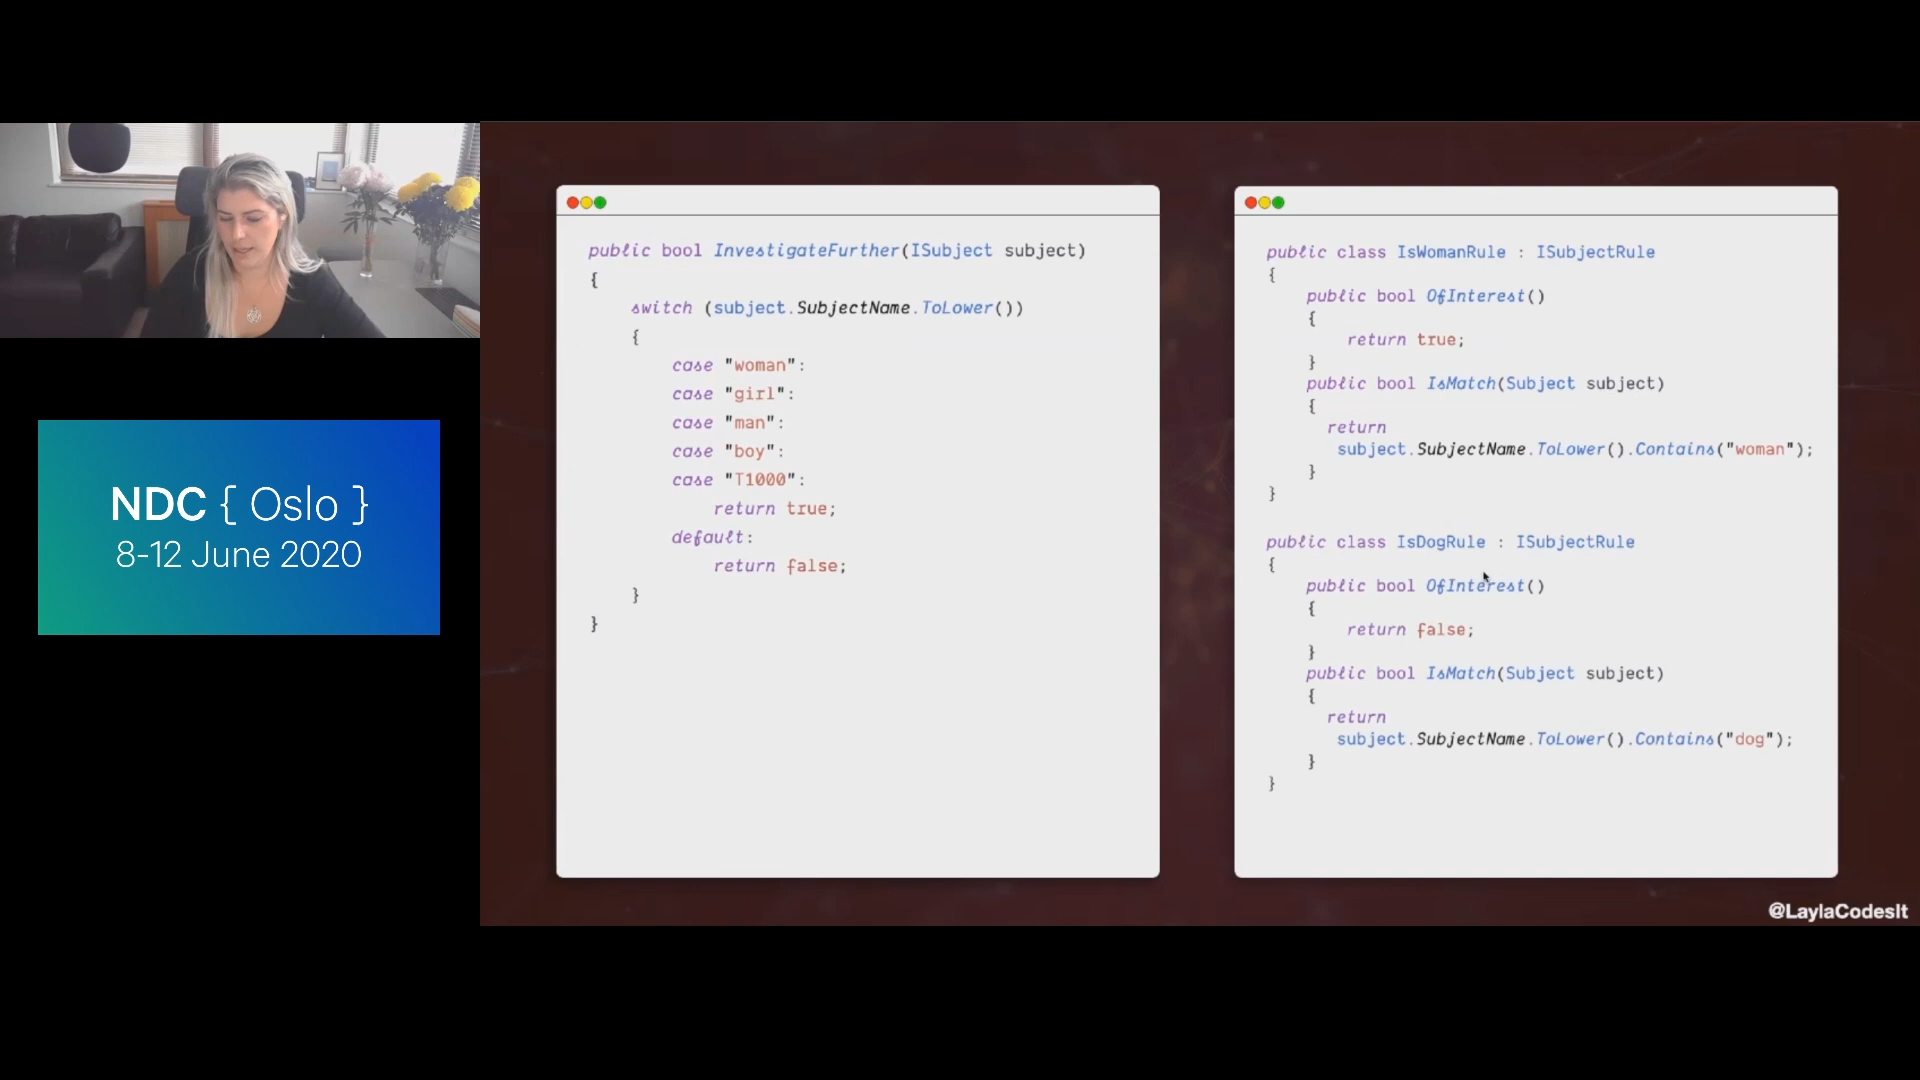 NDC { Oslo }
8-12 June 2020
public bool InvestigateFurther(ISubject subject)
{
switch (subject.SubjectName.ToLower())
{
case "woman":
case "girl":
case "man":
case "boy":
case "T1000":
return true;
default:
return false;
}
}
public class IsWomanRule : ISubjectRule
{
public bool OfInterest()
{
return true;
}
public bool IsMatch(Subject subject)
{
return
subject.SubjectName.ToLower().Contains("woman");
}
}
public class IsDogRule : ISubjectRule
{
public bool OfInterest()
{
return false;
}
public bool IsMatch(Subject subject)
{
return
subject.SubjectName.ToLower().Contains("dog");
}
}
@LaylaCodesIt